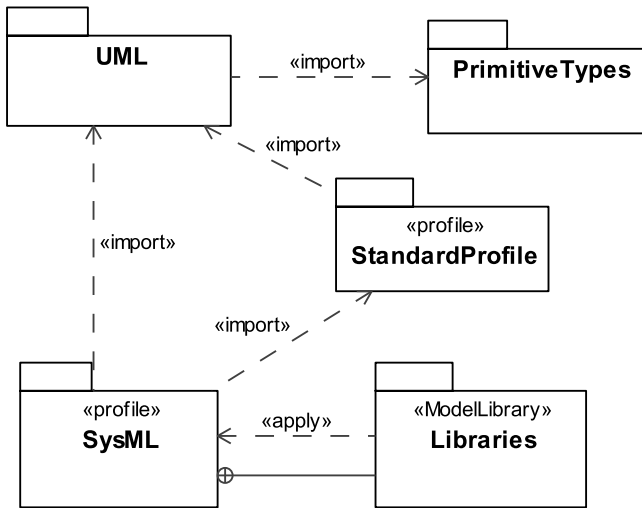 UML
«import»
PrimitiveTypes
«import»
«profile»
StandardProfile
«import»
«import»
«profile»
SysML
«apply»
«ModelLibrary»
Libraries